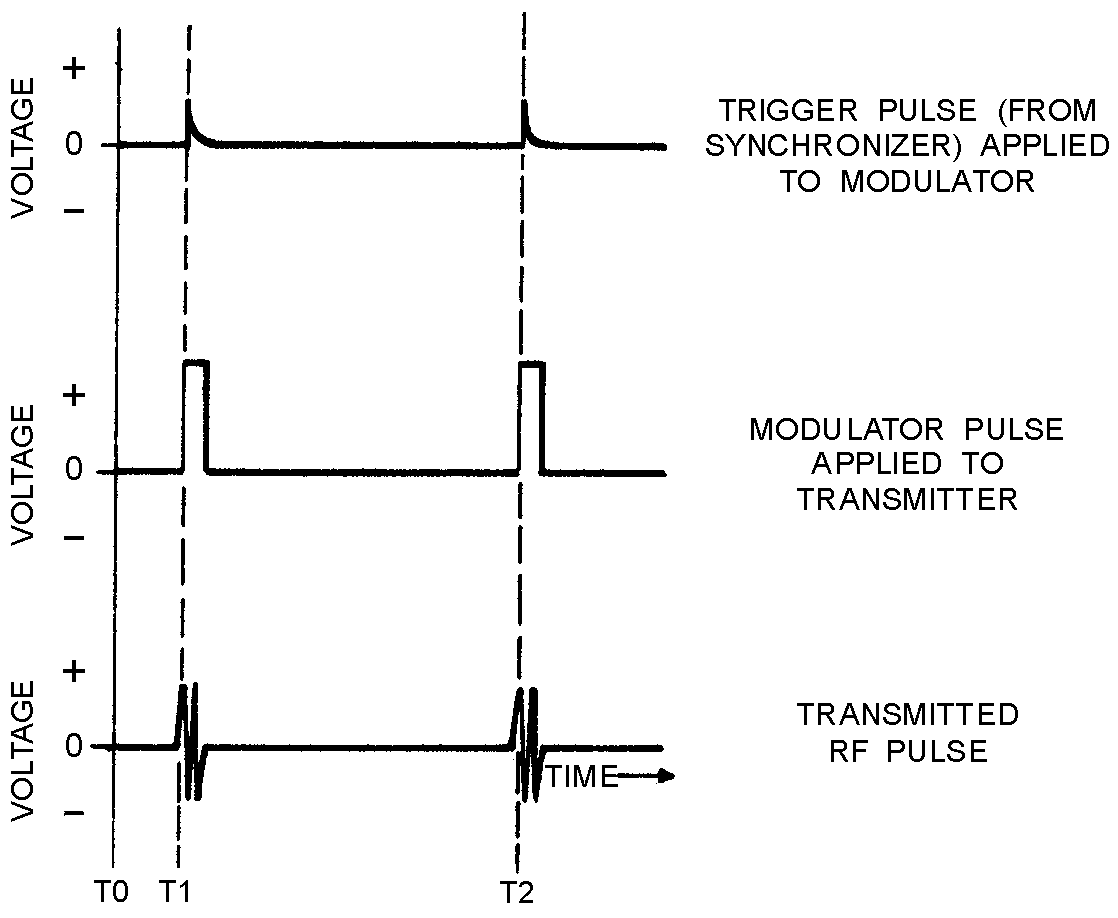 VOLTAGE
+
0
−
TRIGGER PULSE (FROM
SYNCHRONIZER) APPLIED
TO MODULATOR
VOLTAGE
+
0
−
MODULATOR PULSE
APPLIED TO
TRANSMITTER
VOLTAGE
+
0
−
TRANSMITTED
RF PULSE
TIME
T0 T1 T2